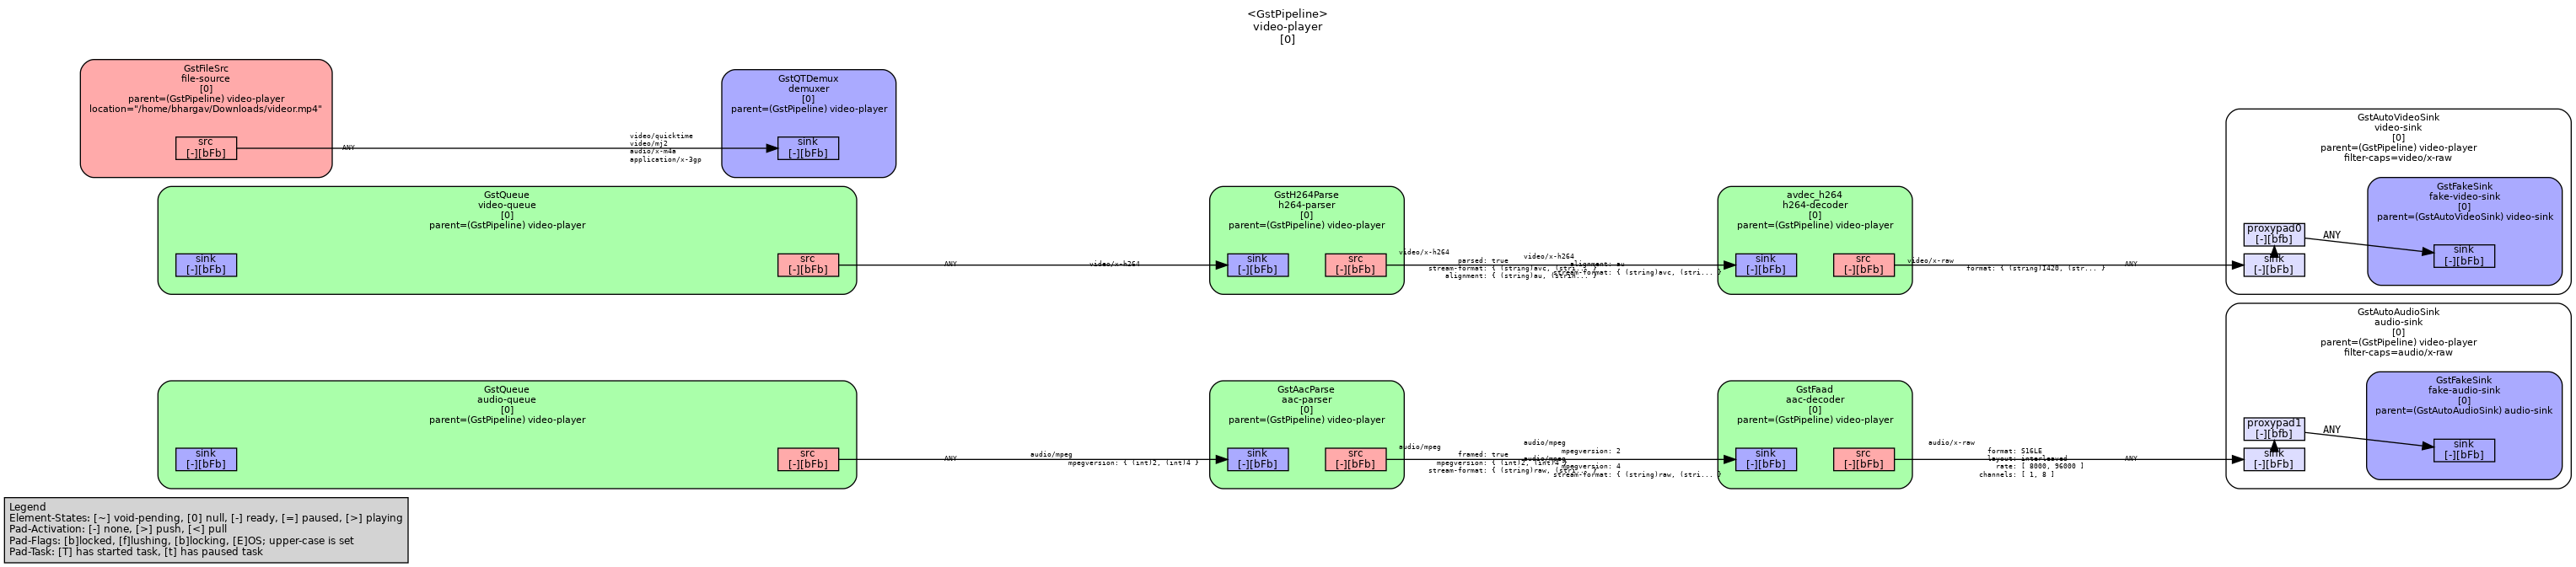 <GstPipeline>
video-player
[0]
GstFileSrc
file-source
[0]
parent=(GstPipeline) video-player
location="/home/bhargav/Downloads/videor.mp4"
src
[-][bFb]
ANY
video/quicktime
video/mj2
audio/x-m4a
application/x-3gp
GstQTDemux
demuxer
[0]
parent=(GstPipeline) video-player
sink
[-][bFb]
GstQueue
video-queue
[0]
parent=(GstPipeline) video-player
sink
[-][bFb]
src
[-][bFb]
ANY
video/x-h264
GstH264Parse
h264-parser
[0]
parent=(GstPipeline) video-player
sink
[-][bFb]
src
[-][bFb]
video/x-h264
parsed: true
stream-format: { (string)avc, (stri... }
alignment: { (string)au, (strin... }
video/x-h264
alignment: au
stream-format: { (string)avc, (stri... }
avdec_h264
h264-decoder
[0]
parent=(GstPipeline) video-player
sink
[-][bFb]
src
[-][bFb]
video/x-raw
format: { (string)I420, (str... }
ANY
GstAutoVideoSink
video-sink
[0]
parent=(GstPipeline) video-player
filter-caps=video/x-raw
proxypad0
[-][bfb]
sink
[-][bFb]
ANY
GstFakeSink
fake-video-sink
[0]
parent=(GstAutoVideoSink) video-sink
sink
[-][bFb]
GstQueue
audio-queue
[0]
parent=(GstPipeline) video-player
sink
[-][bFb]
src
[-][bFb]
ANY
audio/mpeg
mpegversion: { (int)2, (int)4 }
GstAacParse
aac-parser
[0]
parent=(GstPipeline) video-player
sink
[-][bFb]
src
[-][bFb]
audio/mpeg
framed: true
mpegversion: { (int)2, (int)4 }
stream-format: { (string)raw, (stri... }
audio/mpeg
mpegversion: 2
audio/mpeg
mpegversion: 4
stream-format: { (string)raw, (stri... }
GstFaad
aac-decoder
[0]
parent=(GstPipeline) video-player
sink
[-][bFb]
src
[-][bFb]
audio/x-raw
format: S16LE
layout: interleaved
rate: [ 8000, 96000 ]
channels: [ 1, 8 ]
ANY
GstAutoAudioSink
audio-sink
[0]
parent=(GstPipeline) video-player
filter-caps=audio/x-raw
proxypad1
[-][bfb]
sink
[-][bFb]
ANY
GstFakeSink
fake-audio-sink
[0]
parent=(GstAutoAudioSink) audio-sink
sink
[-][bFb]
Legend
Element-States: [~] void-pending, [0] null, [-] ready, [=] paused, [>] playing
Pad-Activation: [-] none, [>] push, [<] pull
Pad-Flags: [b]locked, [f]lushing, [b]locking, [E]OS; upper-case is set
Pad-Task: [T] has started task, [t] has paused task